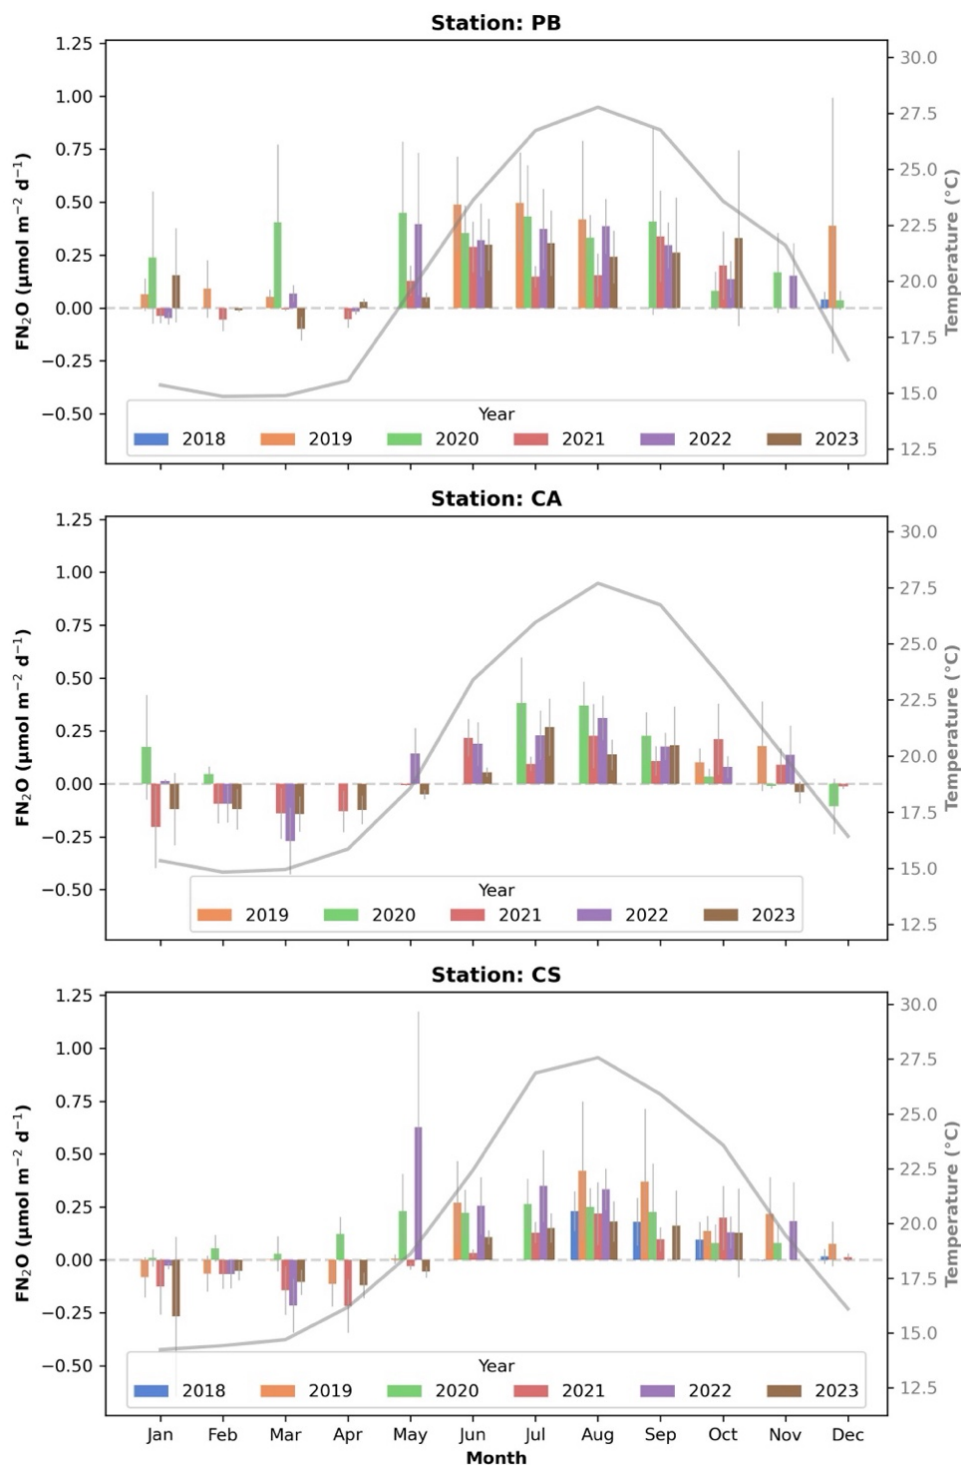 Station: PB
1.25
1.00
0.75
0.50
0.25
0.00
−0.25
−0.50
FN₂O (μmol m⁻² d⁻¹)
30.0
27.5
25.0
22.5
20.0
17.5
15.0
12.5
Temperature (°C)
Year
2018 2019 2020 2021 2022 2023
Station: CA
1.25
1.00
0.75
0.50
0.25
0.00
−0.25
−0.50
FN₂O (μmol m⁻² d⁻¹)
30.0
27.5
25.0
22.5
20.0
17.5
15.0
12.5
Temperature (°C)
Year
2019 2020 2021 2022 2023
Station: CS
1.25
1.00
0.75
0.50
0.25
0.00
−0.25
−0.50
FN₂O (μmol m⁻² d⁻¹)
30.0
27.5
25.0
22.5
20.0
17.5
15.0
12.5
Temperature (°C)
Year
2018 2019 2020 2021 2022 2023
Jan Feb Mar Apr May Jun Jul Aug Sep Oct Nov Dec
Month